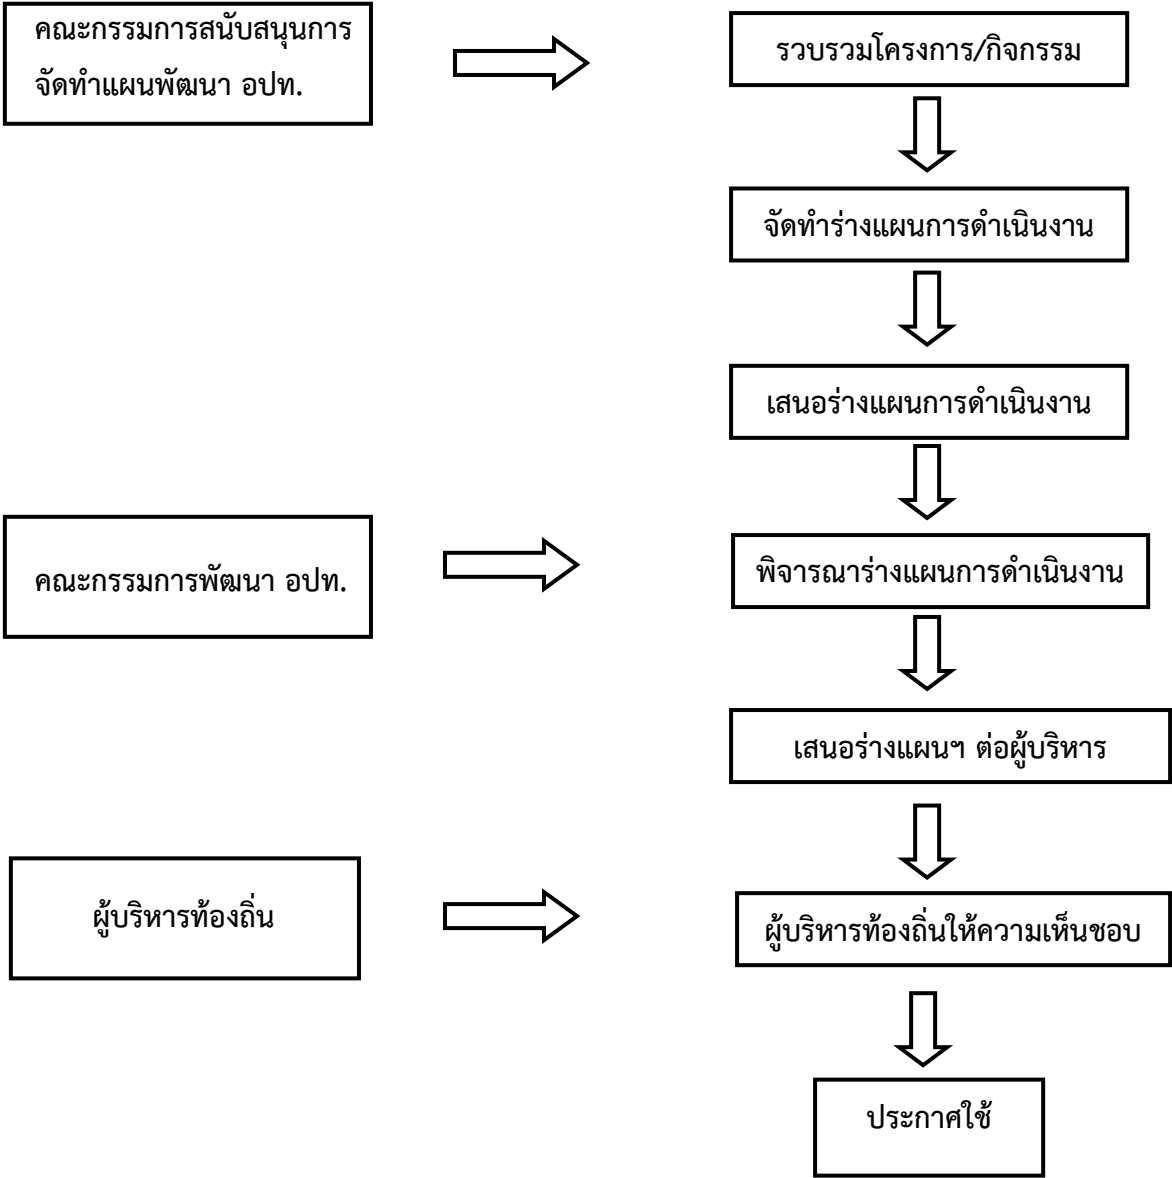 คณะกรรมการสนับสนุนการ
จัดทำแผนพัฒนา อปท.
รวบรวมโครงการ/กิจกรรม
จัดทำร่างแผนการดำเนินงาน
เสนอร่างแผนการดำเนินงาน
คณะกรรมการพัฒนา อปท.
พิจารณาร่างแผนการดำเนินงาน
เสนอร่างแผนฯ ต่อผู้บริหาร
ผู้บริหารท้องถิ่น
ผู้บริหารท้องถิ่นให้ความเห็นชอบ
ประกาศใช้